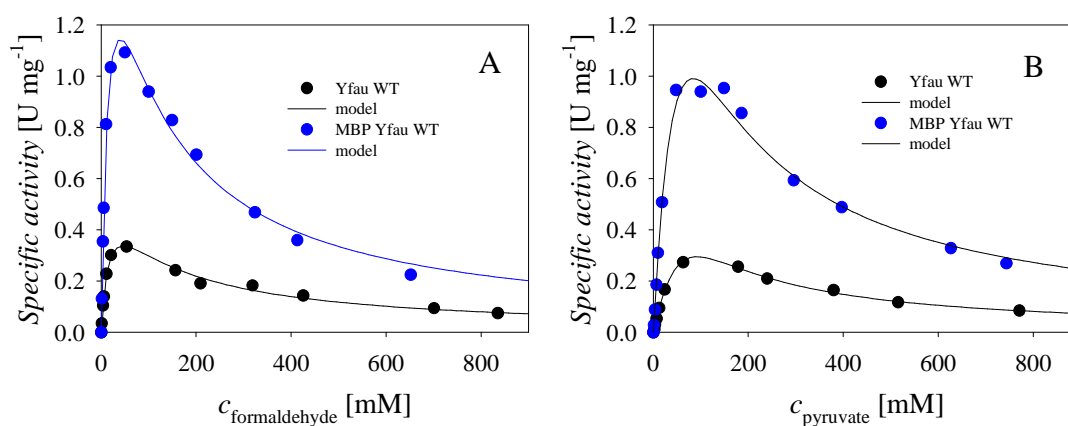 A
Specific activity [U mg⁻¹]
1.2
1.0
0.8
0.6
0.4
0.2
0.0
Yfau WT
model
MBP Yfau WT
model
0 200 400 600 800
c formaldehyde [mM]
B
Specific activity [U mg⁻¹]
1.2
1.0
0.8
0.6
0.4
0.2
0.0
Yfau WT
model
MBP Yfau WT
model
0 200 400 600 800
c pyruvate [mM]